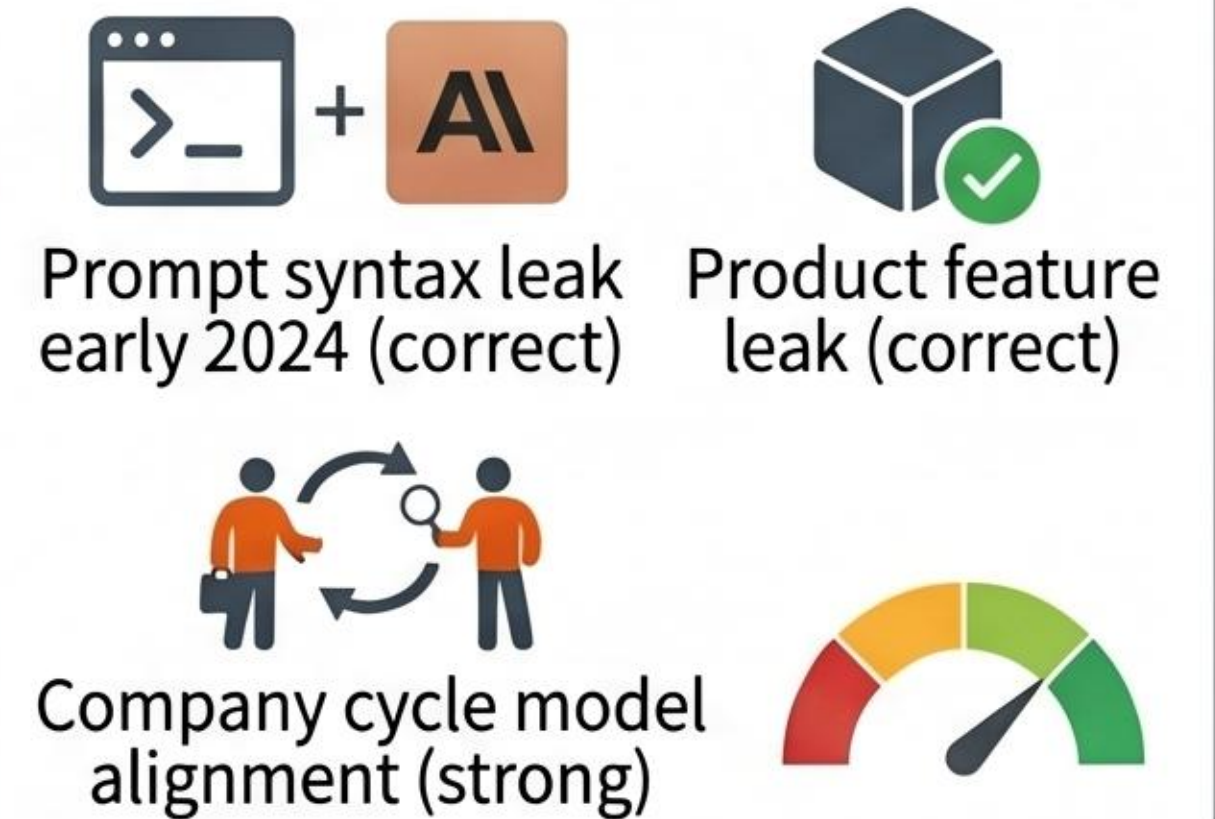 A\
Prompt syntax leak
early 2024 (correct)
Product feature
leak (correct)
Company cycle model
alignment (strong)